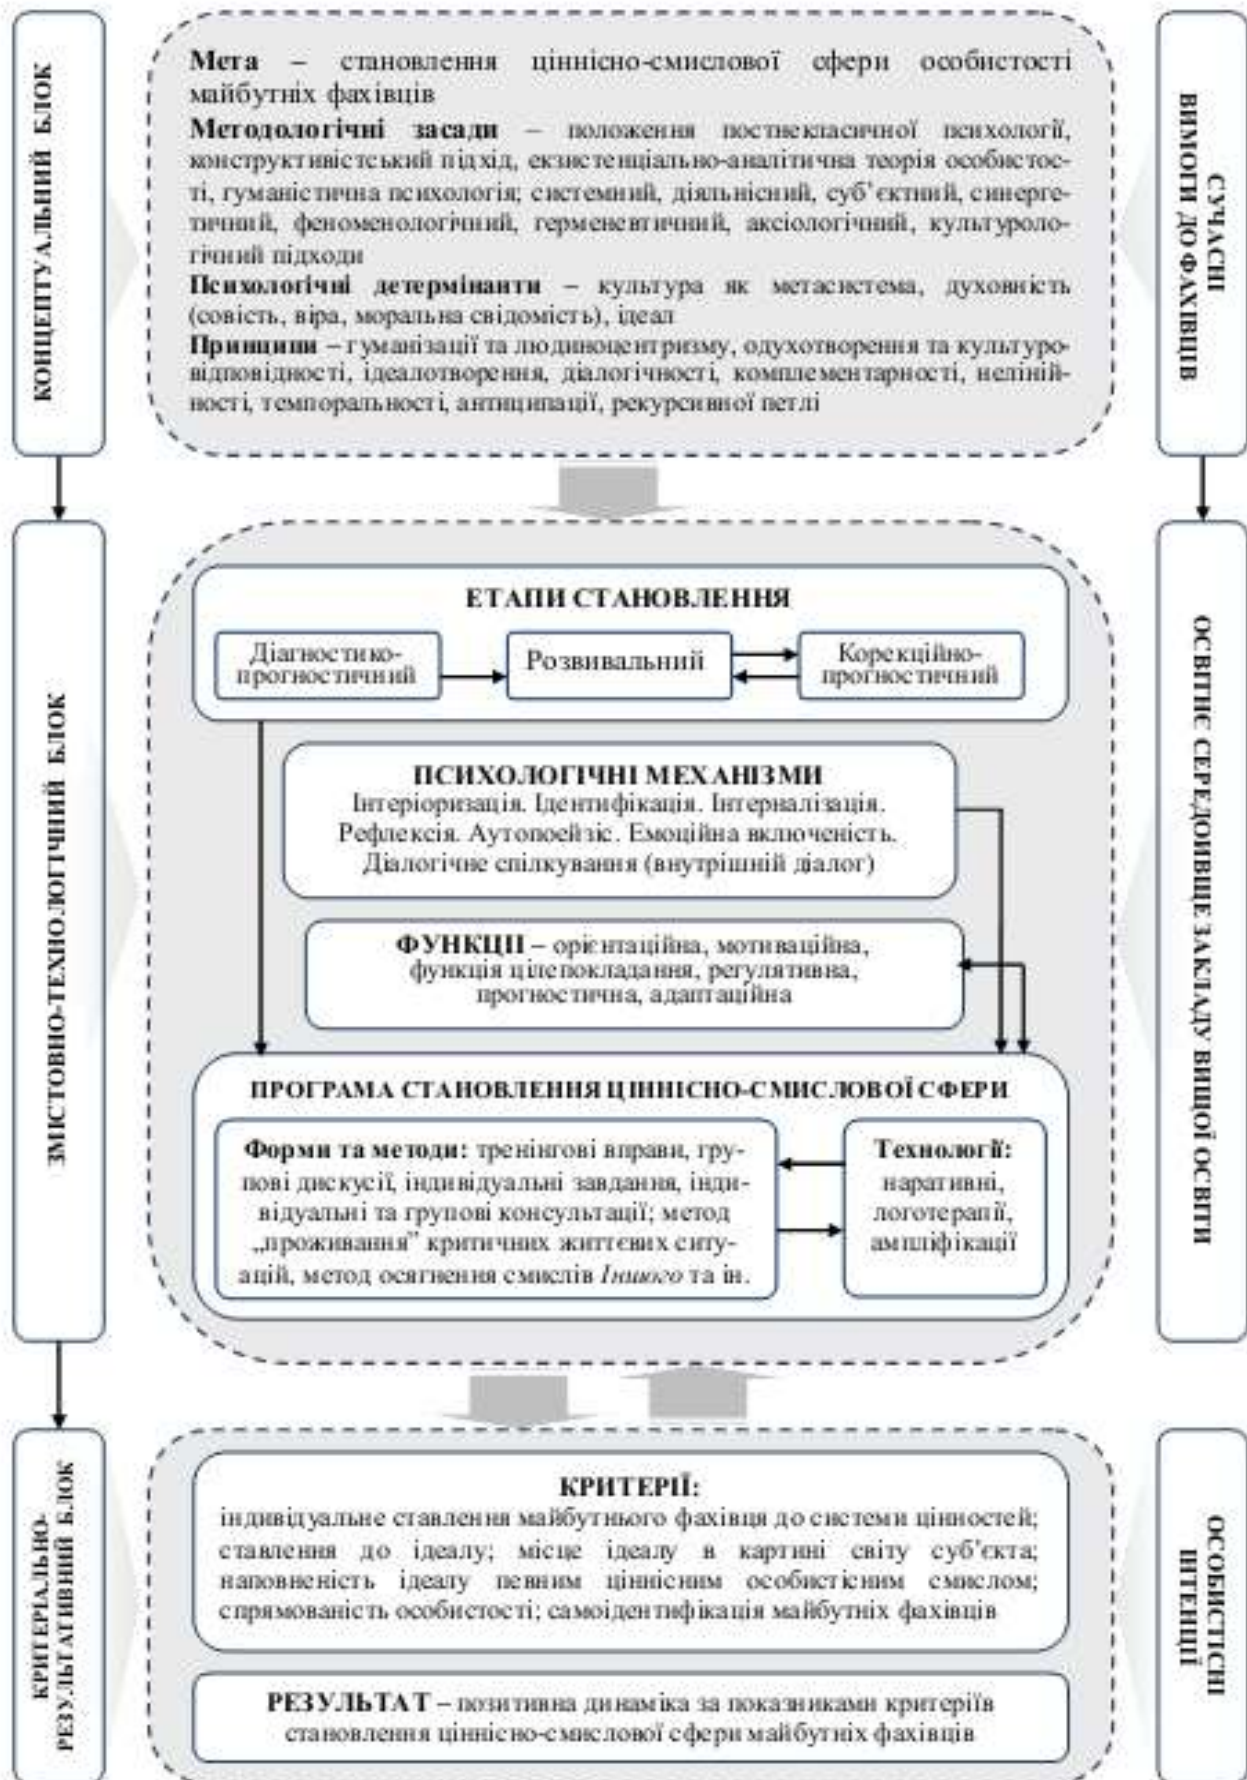 КОНЦЕПТУАЛЬНИЙ БЛОК
Мета – становлення ціннісно-смислової сфери особистості
майбутніх фахівців
Методологічні засади – положення постнекласичної психології,
конструктивістський підхід, екзистенціально-аналітична теорія особистос-
ті, гуманістична психологія; системний, діяльнісний, суб’єктний, синерге-
тичний, феноменологічний, герменевтичний, аксіологічний, культуроло-
гічний підходи
Психологічні детермінанти – культура як метасистема, духовність
(совість, віра, моральна свідомість), ідеал
Принципи – гуманізації та людиноцентризму, одухотворення та культуро-
відповідності, ідеалотворення, діалогічності, комплементарності, неліній-
ності, темпоральності, антиципації, рекурсивної петлі
СУЧАСНІ
ВИМОГИ ДО ФАХІВЦІВ
ЗМІСТОВНО-ТЕХНОЛОГІЧНИЙ БЛОК
ЕТАПИ СТАНОВЛЕННЯ
Діагностико-
прогностичний
Розвивальний
Корекційно-
прогностичний
ПСИХОЛОГІЧНІ МЕХАНІЗМИ
Інтеріоризація. Ідентифікація. Інтерналізація.
Рефлексія. Аутопоейзіс. Емоційна включеність.
Діалогічне спілкування (внутрішній діалог)
ФУНКЦІЇ – орієнтаційна, мотиваційна,
функція цілепокладання, регулятивна,
прогностична, адаптаційна
ПРОГРАМА СТАНОВЛЕННЯ ЦІННІСНО-СМИСЛОВОЇ СФЕРИ
Форми та методи: тренінгові вправи, гру-
пові дискусії, індивідуальні завдання, інди-
відуальні та групові консультації; метод
„проживання” критичних життєвих ситу-
ацій, метод осягнення смислів Іншого та ін.
Технології:
наративні,
логотерапії,
ампліфікації
ОСВІТНЄ СЕРЕДОИВЩЕ ЗАКЛАДУ ВИЩОЇ ОСВІТИ
КРИТЕРІАЛЬНО-
РЕЗУЛЬТАТИВНИЙ БЛОК
КРИТЕРІЇ:
індивідуальне ставлення майбутнього фахівця до системи цінностей;
ставлення до ідеалу; місце ідеалу в картині світу суб’єкта;
наповненість ідеалу певним ціннісним особистісним смислом;
спрямованість особистості; самоідентифікація майбутніх фахівців
РЕЗУЛЬТАТ – позитивна динаміка за показниками критеріїв
становлення ціннісно-смислової сфери майбутніх фахівців
ОСОБИСТІСНІ
ІНТЕНЦІЇ